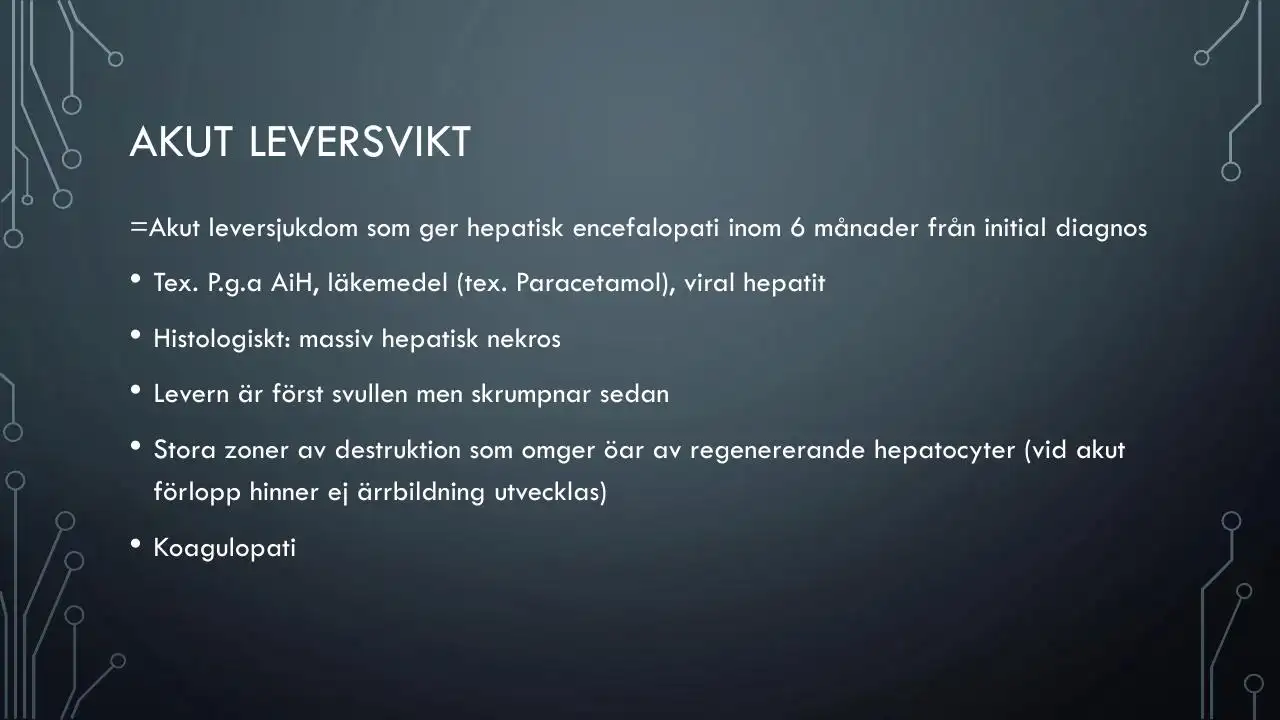 AKUT LEVERSVIKT
=Akut leversjukdom som ger hepatisk encefalopati inom 6 månader från initial diagnos
• Tex. P.g.a AiH, läkemedel (tex. Paracetamol), viral hepatit
• Histologiskt: massiv hepatisk nekros
• Levern är först svullen men skrumpnar sedan
• Stora zoner av destruktion som omger öar av regenererande hepatocyter (vid akut
förlopp hinner ej ärrbildning utvecklas)
• Koagulopati